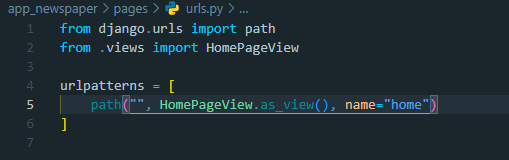 app_newspaper > pages > urls.py > ...
1 from django.urls import path
2 from .views import HomePageView
3
4 urlpatterns = [
5     path("", HomePageView.as_view(), name="home")
6 ]
7